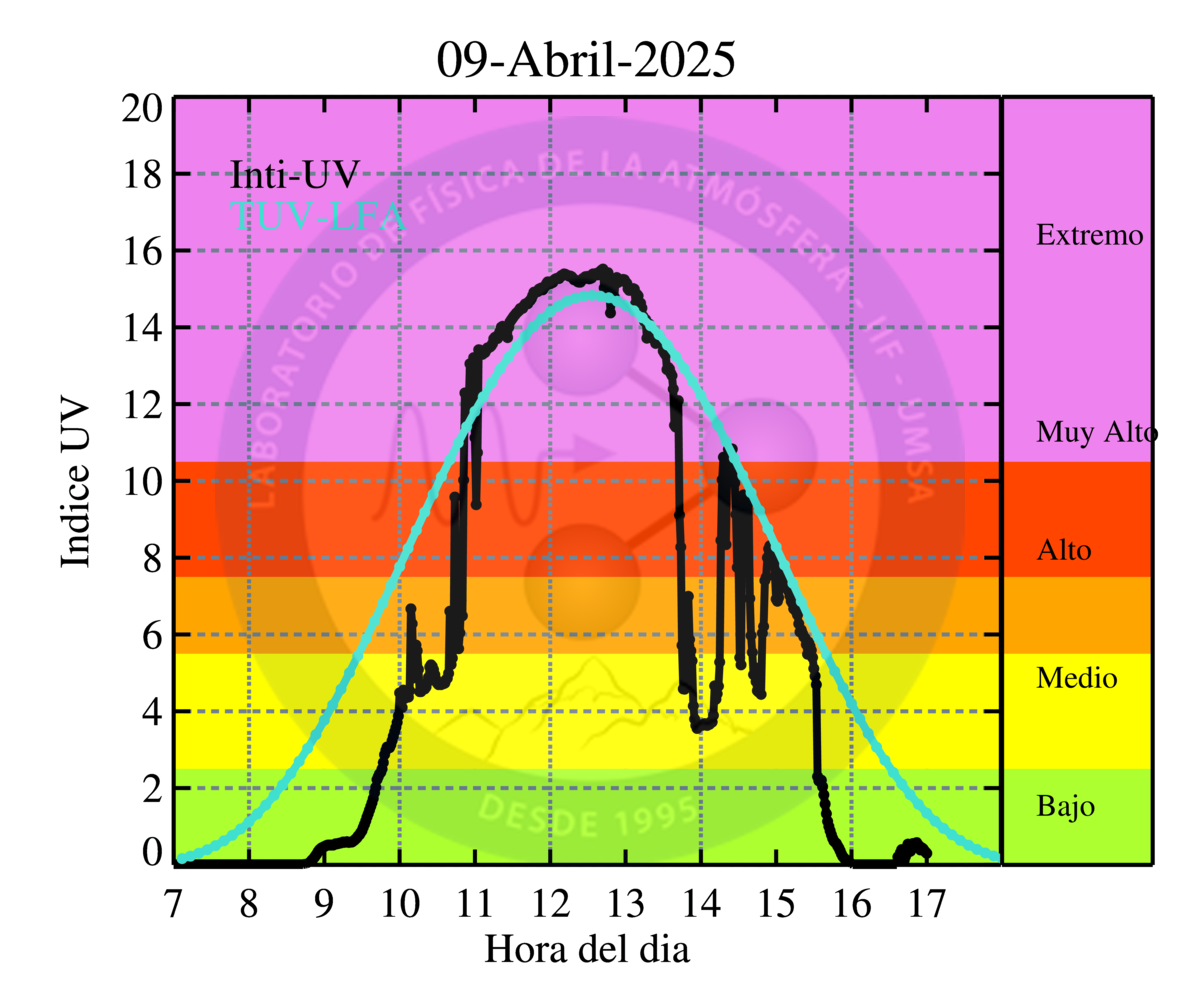 09-Abril-2025
20
18
16
14
12
10
8
6
4
2
0
Indice UV
Inti-UV
TUV-LFA
LABORATORIO DE FÍSICA DE LA ATMÓSFERA - IIF - UMSA
DESDE 1995
Extremo
Muy Alto
Alto
Medio
Bajo
7 8 9 10 11 12 13 14 15 16 17
Hora del dia